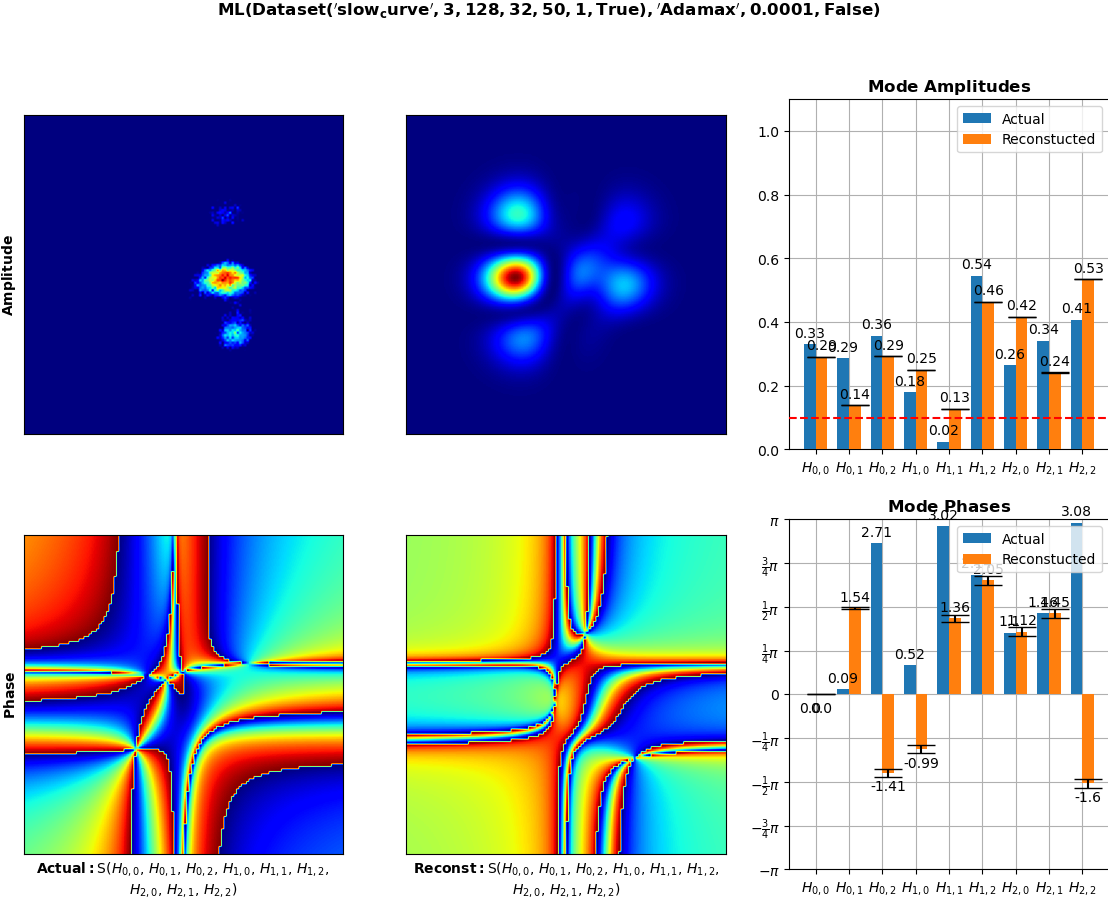 ML(Dataset('slow_curve', 3, 128, 32, 50, 1, True), 'Adamax', 0.0001, False)
Amplitude
Mode Amplitudes
Actual
Reconstucted
1.0
0.8
0.6
0.4
0.2
0.0
0.33
0.29
0.29
0.14
0.36
0.29
0.18
0.25
0.02
0.13
0.54
0.46
0.26
0.42
0.34
0.24
0.41
0.53
H0,0 H0,1 H0,2 H1,0 H1,1 H1,2 H2,0 H2,1 H2,2
Phase
Actual: S(H0,0, H0,1, H0,2, H1,0, H1,1, H1,2,
H2,0, H2,1, H2,2)
Reconst: S(H0,0, H0,1, H0,2, H1,0, H1,1, H1,2,
H2,0, H2,1, H2,2)
Mode Phases
Actual
Reconstucted
π
3/4π
1/2π
1/4π
0
−1/4π
−1/2π
−3/4π
−π
0.0
0.0
0.09
1.54
2.71
-1.41
0.52
-0.99
3.02
1.36
1.12
1.45
3.08
-1.6
H0,0 H0,1 H0,2 H1,0 H1,1 H1,2 H2,0 H2,1 H2,2